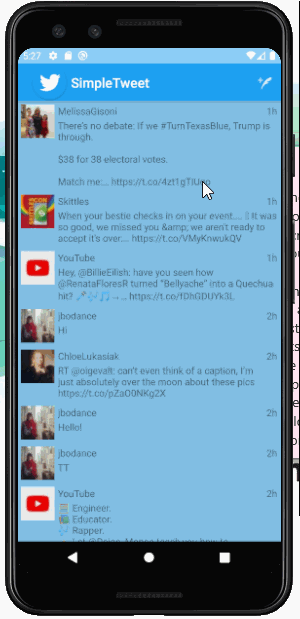 5:27
SimpleTweet
MelissaGisoni 1h
There's no debate: If we #TurnTexasBlue, Trump is
through.
$38 for 38 electoral votes.
Match me:... https://t.co/4zt1gTIU
Skittles 1h
When your bestie checks in on your event.... It was
so good, we missed you &amp; we aren't ready to
accept it's over... https://t.co/VMyKnwukQV
YouTube 1h
Hey, @BillieEilish: have you seen how
@RenataFloresR turned "Bellyache" into a Quechua
hit? 🎤🎶🎵 → … https://t.co/fDhGDUYk3L
jbodance 2h
Hi
ChloeLukasiak 2h
RT @oigevalt: can't even think of a caption, I'm
just absolutely over the moon about these pics
https://t.co/pZaO0NKg2X
jbodance 2h
Hello!
jbodance 2h
TT
YouTube 2h
Engineer.
Educator.
Rapper.